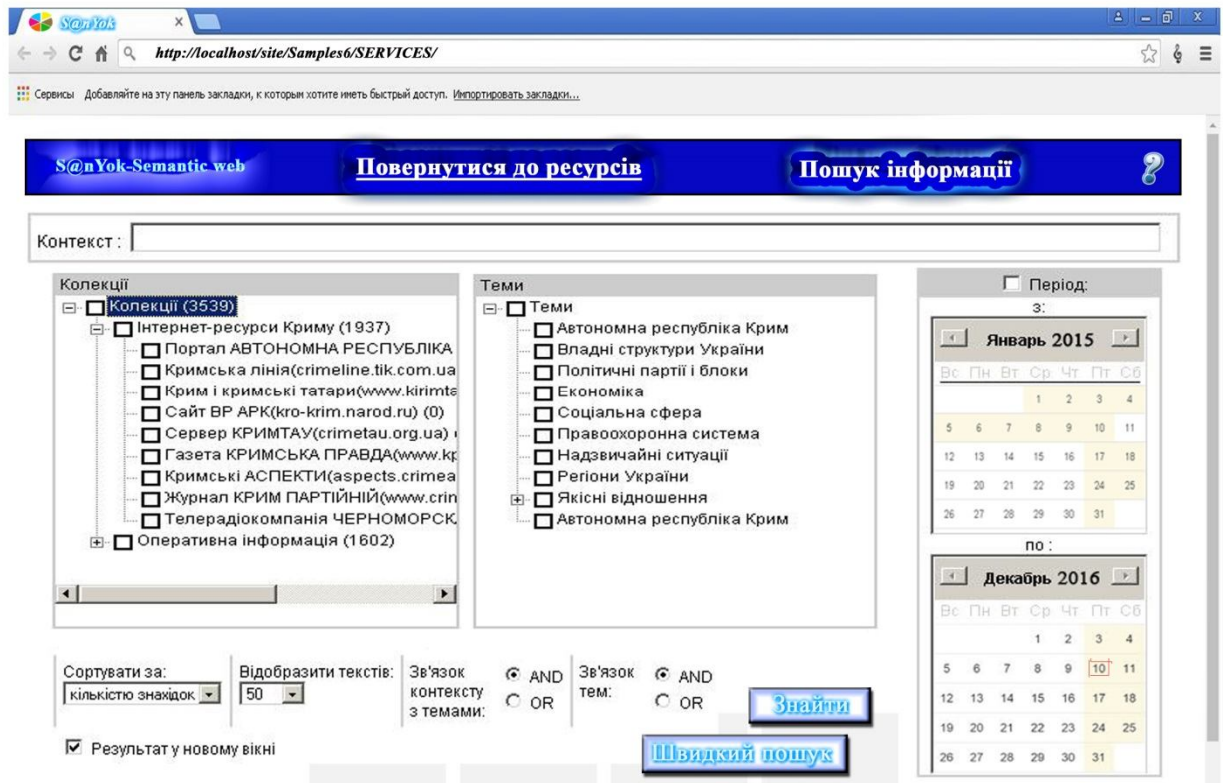 S@nYok
http://localhost/site/Samples6/SERVICES/
Сервисы Добавляйте на эту панель закладки, к которым хотите иметь быстрый доступ. Импортировать закладки...
S@nYok-Semantic web Повернутися до ресурсів Пошук інформації ?
Контекст :
Колекції
Колекції (3539)
Інтернет-ресурси Криму (1937)
Портал АВТОНОМНА РЕСПУБЛІКА
Кримська лінія(crimeline.tik.com.ua
Крим і кримські татари(www.kirimta
Сайт ВР АРК(kro-krim.narod.ru) (0)
Сервер КРИМТАУ(crimetau.org.ua)
Газета КРИМСЬКА ПРАВДА(www.kp
Кримські АСПЕКТИ(aspects.crimea
Журнал КРИМ ПАРТІЙНІЙ(www.crin
Телерадіокомпанія ЧЕРНОМОРСК
Оперативна інформація (1602)
Теми
Теми
Автономна республіка Крим
Владні структури України
Політичні партії і блоки
Економіка
Соціальна сфера
Правоохоронна система
Надзвичайні ситуації
Регіони України
Якісні відношення
Автономна республіка Крим
Період:
з:
Январь 2015
Вс Пн Вт Ср Чт Пт Сб
1 2 3 4
5 6 7 8 9 10 11
12 13 14 15 16 17 18
19 20 21 22 23 24 25
26 27 28 29 30 31
по :
Декабрь 2016
Вс Пн Вт Ср Чт Пт Сб
1 2 3 4
5 6 7 8 9 10 11
12 13 14 15 16 17 18
19 20 21 22 23 24 25
26 27 28 29 30 31
Сортувати за:
кількістю знахідок
Відобразити текстів:
50
Зв'язок
контексту
з темами:
AND
OR
Зв'язок
тем:
AND
OR
Знайти
Результат у новому вікні
Швидкий пошук